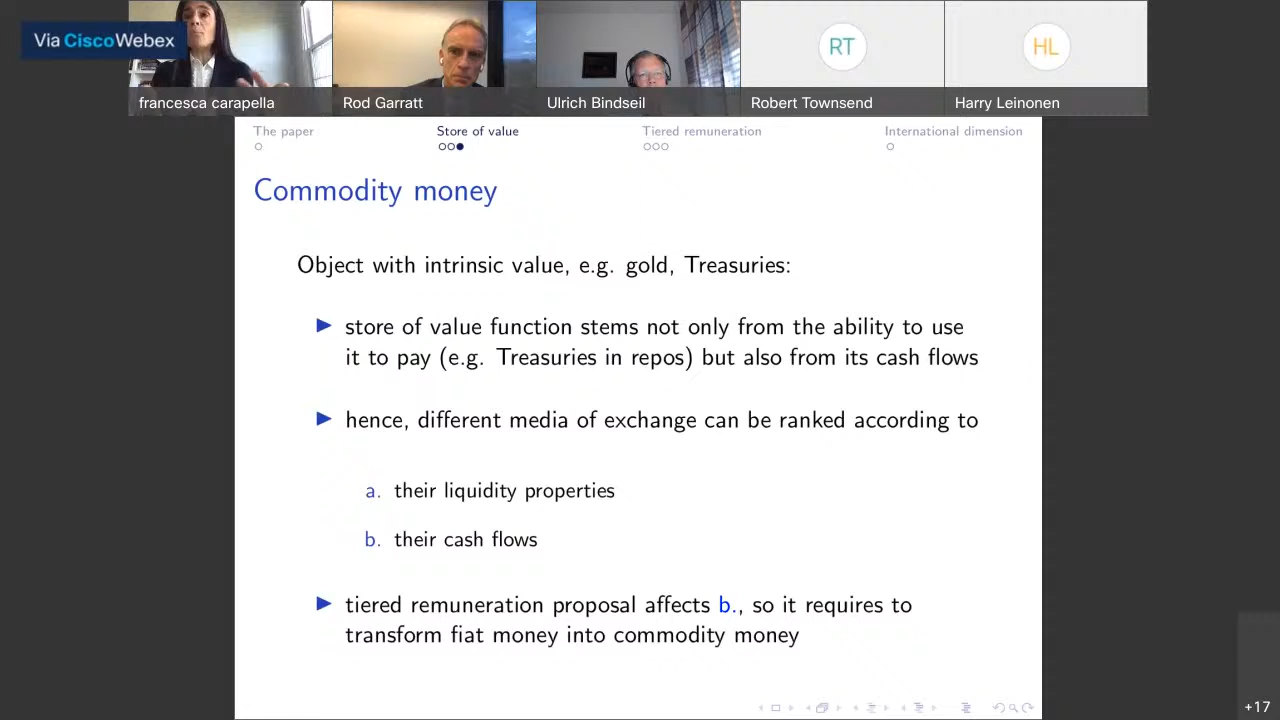 Via Cisco Webex
francesca carapella
Rod Garratt
Ulrich Bindseil
RT
Robert Townsend
HL
Harry Leinonen
The paper
Store of value
Tiered remuneration
International dimension
Commodity money
Object with intrinsic value, e.g. gold, Treasuries:
store of value function stems not only from the ability to use
it to pay (e.g. Treasuries in repos) but also from its cash flows
hence, different media of exchange can be ranked according to
a. their liquidity properties
b. their cash flows
tiered remuneration proposal affects b., so it requires to
transform fiat money into commodity money
+17